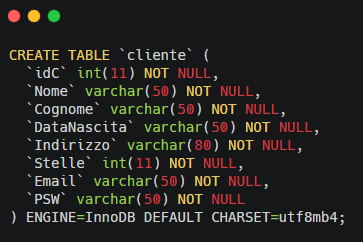 CREATE TABLE `cliente` (
  `idC` int(11) NOT NULL,
  `Nome` varchar(50) NOT NULL,
  `Cognome` varchar(50) NOT NULL,
  `DataNascita` varchar(50) NOT NULL,
  `Indirizzo` varchar(80) NOT NULL,
  `Stelle` int(11) NOT NULL,
  `Email` varchar(50) NOT NULL,
  `PSW` varchar(50) NOT NULL
) ENGINE=InnoDB DEFAULT CHARSET=utf8mb4;